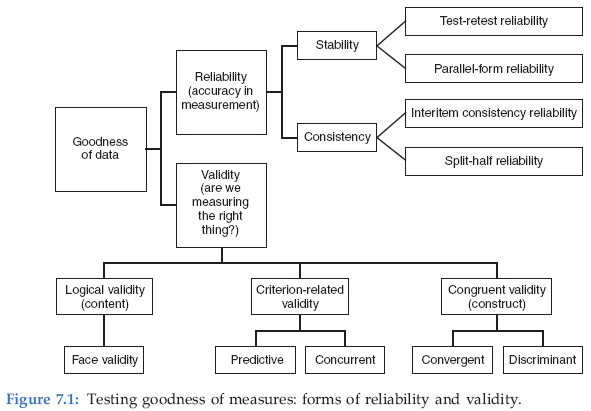 Test-retest reliability
Stability
Parallel-form reliability
Reliability
(accuracy in
measurement)
Interitem consistency reliability
Consistency
Split-half reliability
Goodness
of data
Validity
(are we
measuring
the right
thing?)
Logical validity
(content)
Criterion-related
validity
Congruent validity
(construct)
Face validity
Predictive
Concurrent
Convergent
Discriminant
Figure 7.1: Testing goodness of measures: forms of reliability and validity.